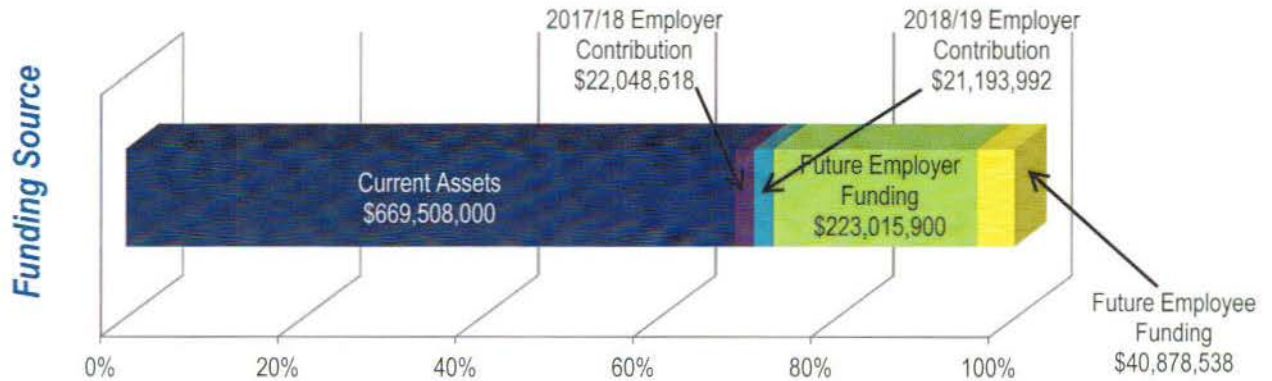 Funding Source
2017/18 Employer
Contribution
$22,048,618
2018/19 Employer
Contribution
$21,193,992
Current Assets
$669,508,000
Future Employer
Funding
$223,015,900
Future Employee
Funding
$40,878,538
0%
20%
40%
60%
80%
100%